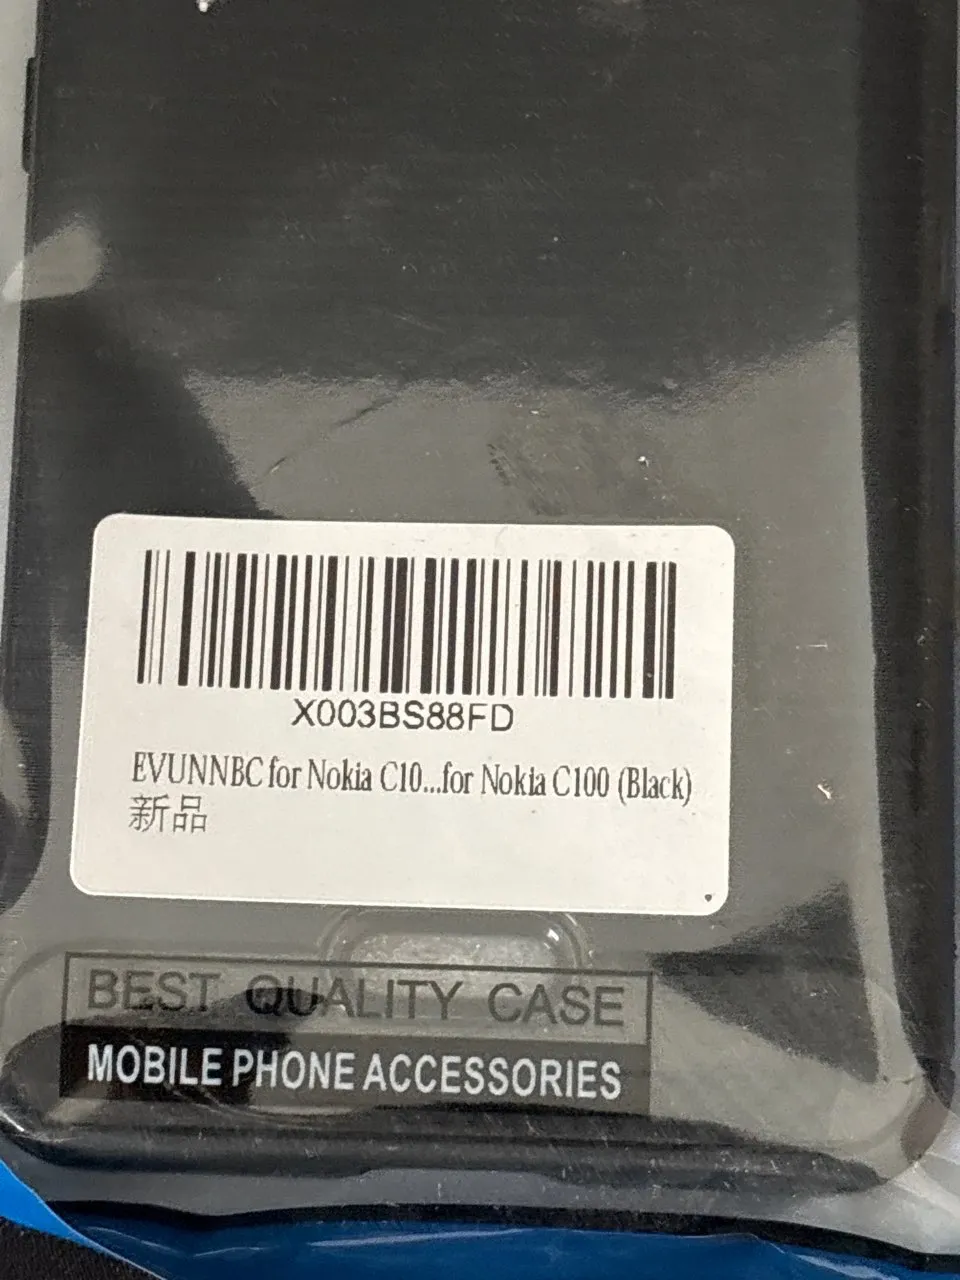 X003BS88FD
EVUNNBC for Nokia C10...for Nokia C100 (Black)
新品
BEST QUALITY CASE
MOBILE PHONE ACCESSORIES